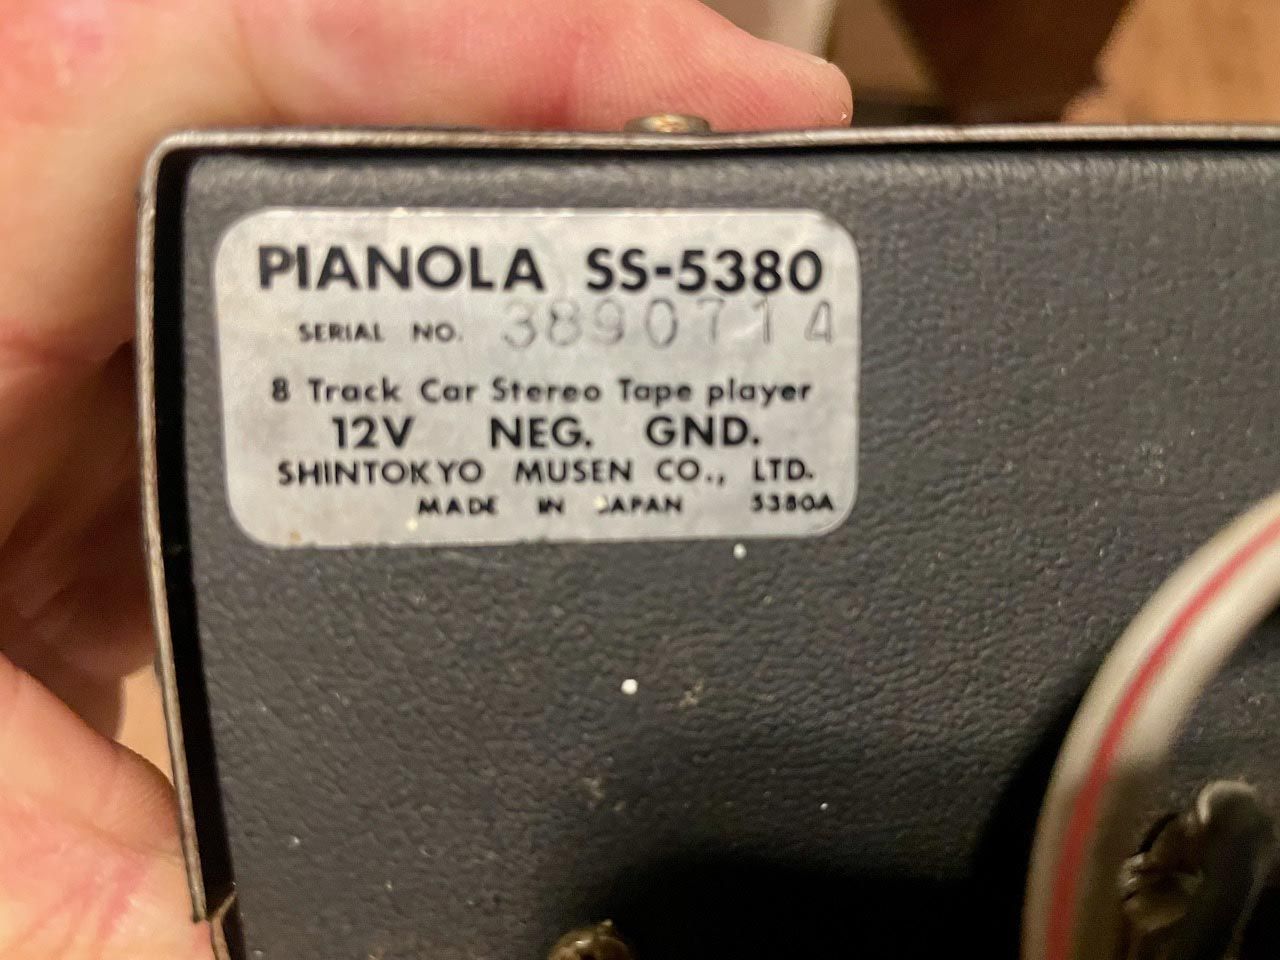 PIANOLA SS-5380
SERIAL NO. 3890714
8 Track Car Stereo Tape player
12V NEG. GND.
SHINTOKYO MUSEN CO., LTD.
MADE IN JAPAN 5380A